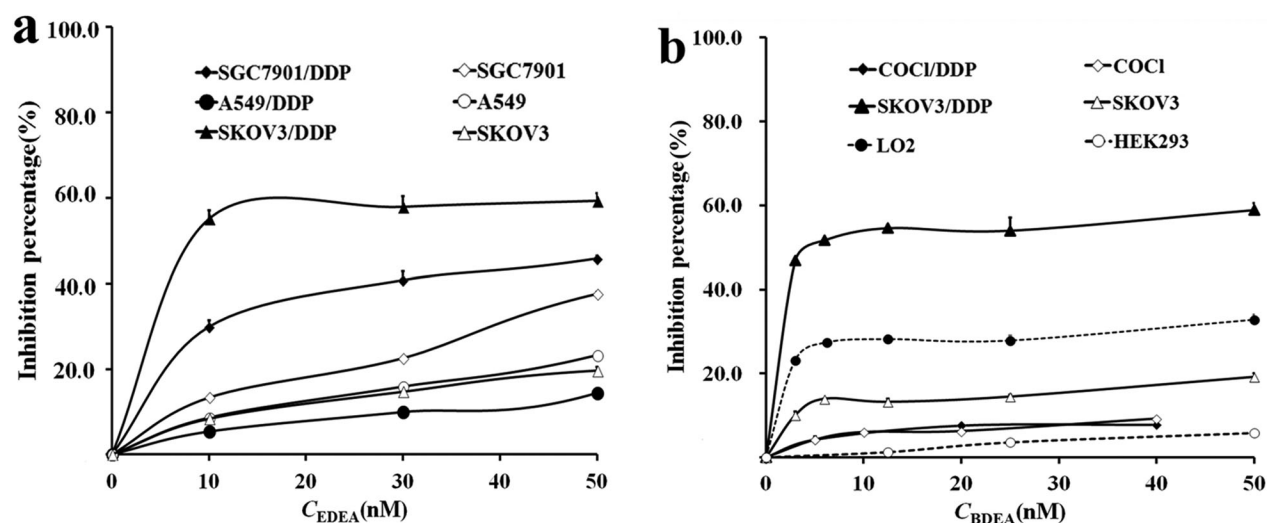 a
Inhibition percentage(%)
100.0
80.0
60.0
40.0
20.0
SGC7901/DDP
SGC7901
A549/DDP
A549
SKOV3/DDP
SKOV3
0
10
20
30
40
50
CEDEA(nM)
b
Inhibition percentage(%)
100.0
80.0
60.0
40.0
20.0
COCl/DDP
COCl
SKOV3/DDP
SKOV3
LO2
HEK293
0
10
20
30
40
50
CBDEA(nM)